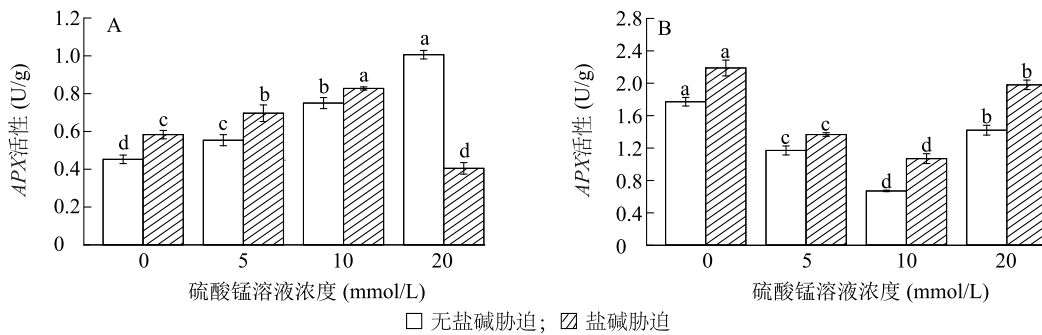 A
APX活性 (U/g)
1.2
1.0
0.8
0.6
0.4
0.2
0
d c c b b a a d
0 5 10 20
硫酸锰溶液浓度 (mmol/L)
B
APX活性 (U/g)
2.8
2.4
2.0
1.6
1.2
0.8
0.4
0
a a c c d d b b
0 5 10 20
硫酸锰溶液浓度 (mmol/L)
无盐碱胁迫; 盐碱胁迫